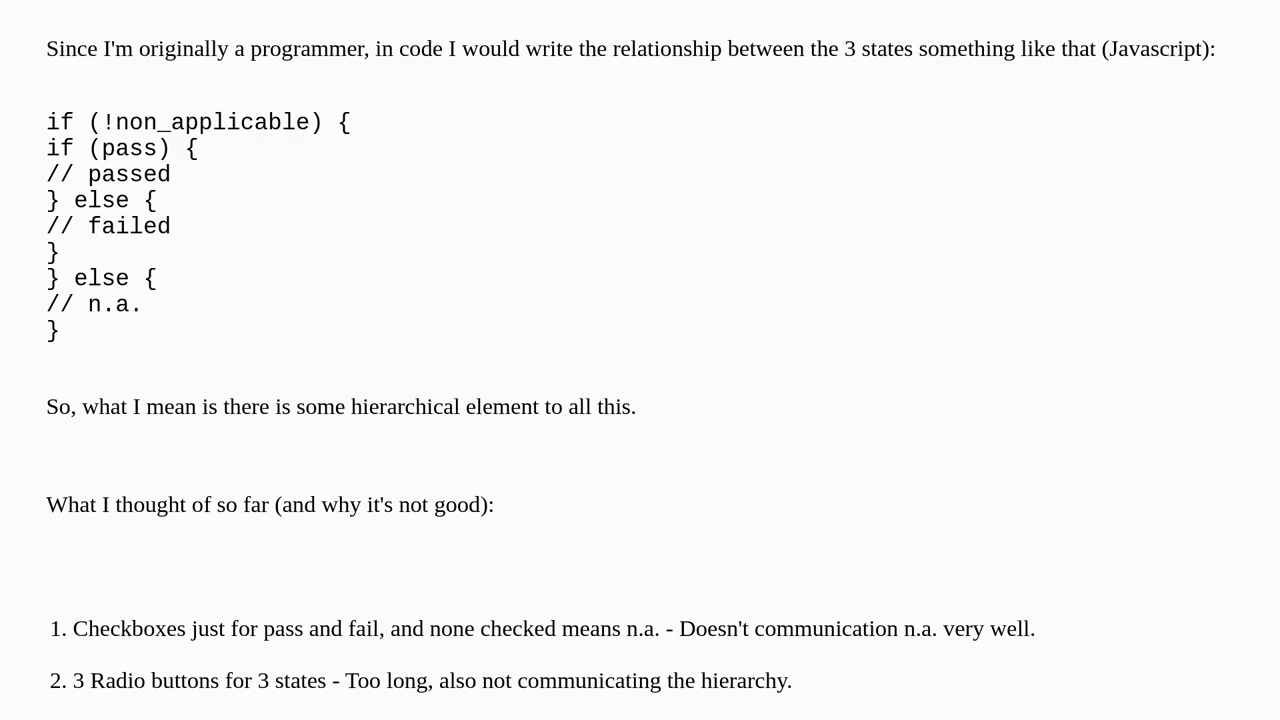 Since I'm originally a programmer, in code I would write the relationship between the 3 states something like that (Javascript):
if (!non_applicable) {
if (pass) {
// passed
} else {
// failed
}
} else {
// n.a.
}
So, what I mean is there is some hierarchical element to all this.
What I thought of so far (and why it's not good):
1. Checkboxes just for pass and fail, and none checked means n.a. - Doesn't communication n.a. very well.
2. 3 Radio buttons for 3 states - Too long, also not communicating the hierarchy.